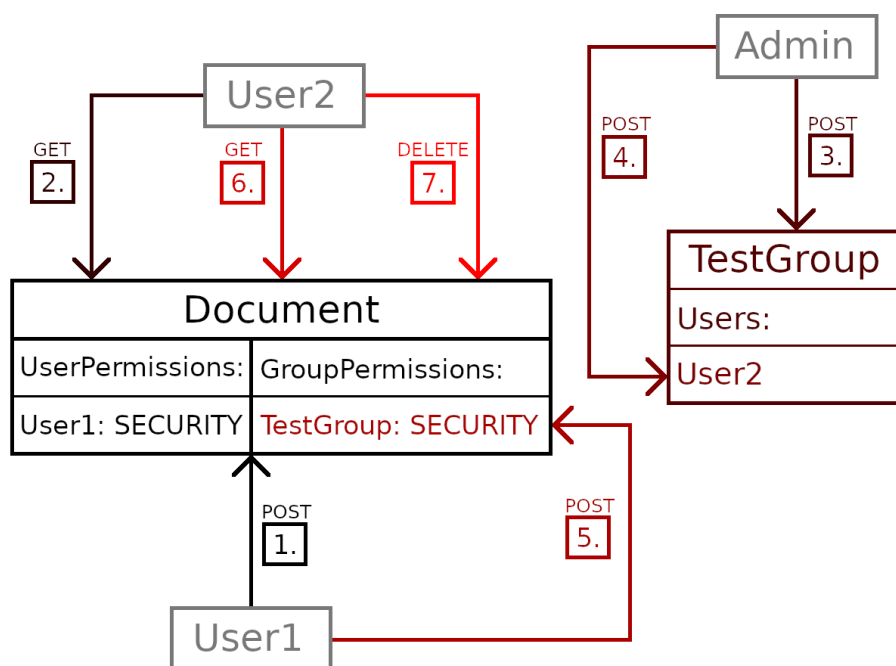 Admin
User2
POST
4.
POST
3.
GET
2.
GET
6.
DELETE
7.
TestGroup
Users:
User2
Document
UserPermissions:
GroupPermissions:
User1: SECURITY
TestGroup: SECURITY
POST
1.
POST
5.
User1